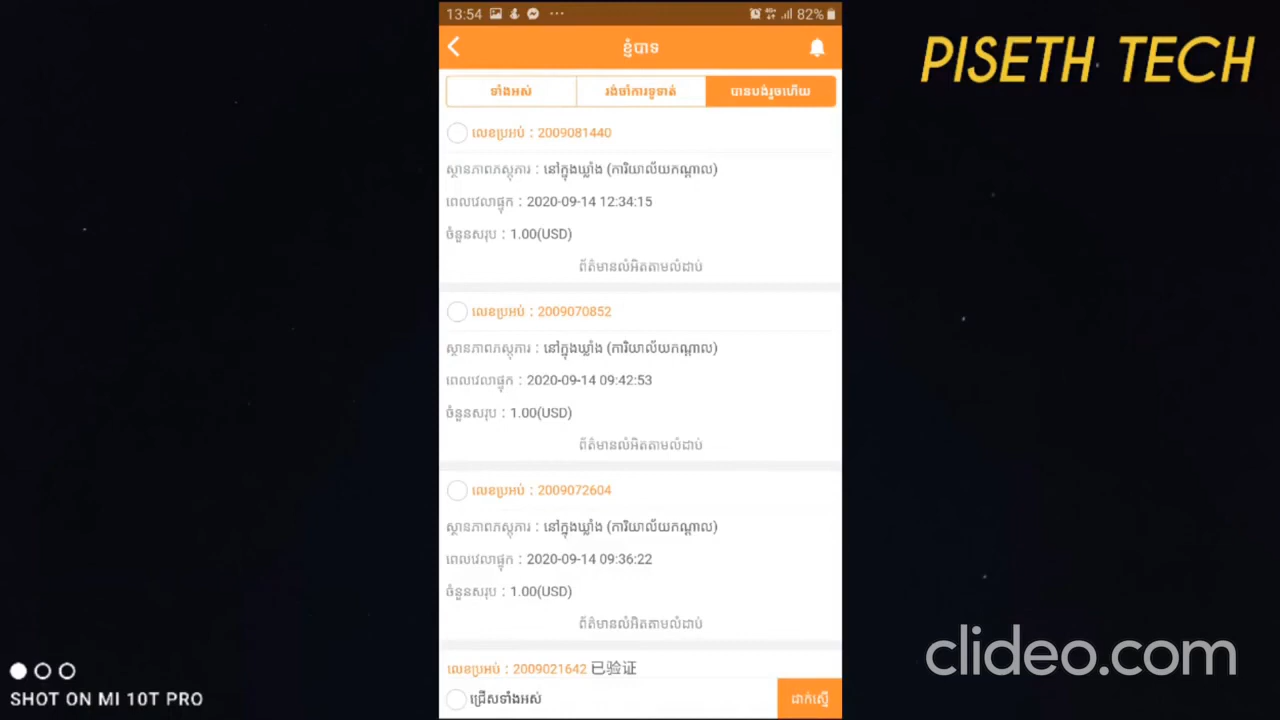 13:54
82%
PISETH TECH
ខ្ញុំបាទ
ទាំងអស់
រង់ចាំការទូទាត់
បានបង់រួចហើយ
លេខប្រអប់ : 2009081440
ស្ថានភាពភស្តុភារ : នៅក្នុងឃ្លាំង (ការិយាល័យកណ្តាល)
ពេលវេលាផ្ទុក : 2020-09-14 12:34:15
ចំនួនសរុប : 1.00(USD)
ព័ត៌មានលំអិតតាមលំដាប់
លេខប្រអប់ : 2009070852
ស្ថានភាពភស្តុភារ : នៅក្នុងឃ្លាំង (ការិយាល័យកណ្តាល)
ពេលវេលាផ្ទុក : 2020-09-14 09:42:53
ចំនួនសរុប : 1.00(USD)
ព័ត៌មានលំអិតតាមលំដាប់
លេខប្រអប់ : 2009072604
ស្ថានភាពភស្តុភារ : នៅក្នុងឃ្លាំង (ការិយាល័យកណ្តាល)
ពេលវេលាផ្ទុក : 2020-09-14 09:36:22
ចំនួនសរុប : 1.00(USD)
ព័ត៌មានលំអិតតាមលំដាប់
លេខប្រអប់ : 2009021642 已验证
ជ្រើសទាំងអស់
ដាក់ស្នើ
clideo.com
SHOT ON MI 10T PRO